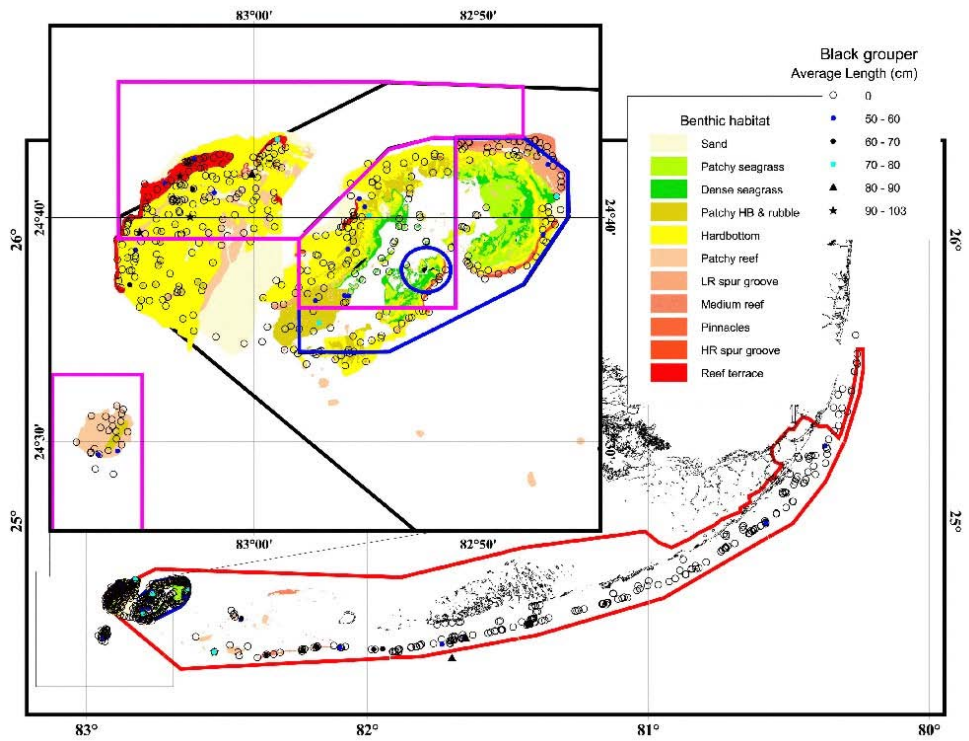 83°00'
82°50'
Black grouper
Average Length (cm)
0
50 - 60
60 - 70
70 - 80
80 - 90
90 - 103
Benthic habitat
Sand
Patchy seagrass
Dense seagrass
Patchy HB & rubble
Hardbottom
Patchy reef
LR spur groove
Medium reef
Pinnacles
HR spur groove
Reef terrace
26°
24°40'
24°40'
26°
24°30'
25°
25°
83°00'
82°50'
83°
82°
81°
80°